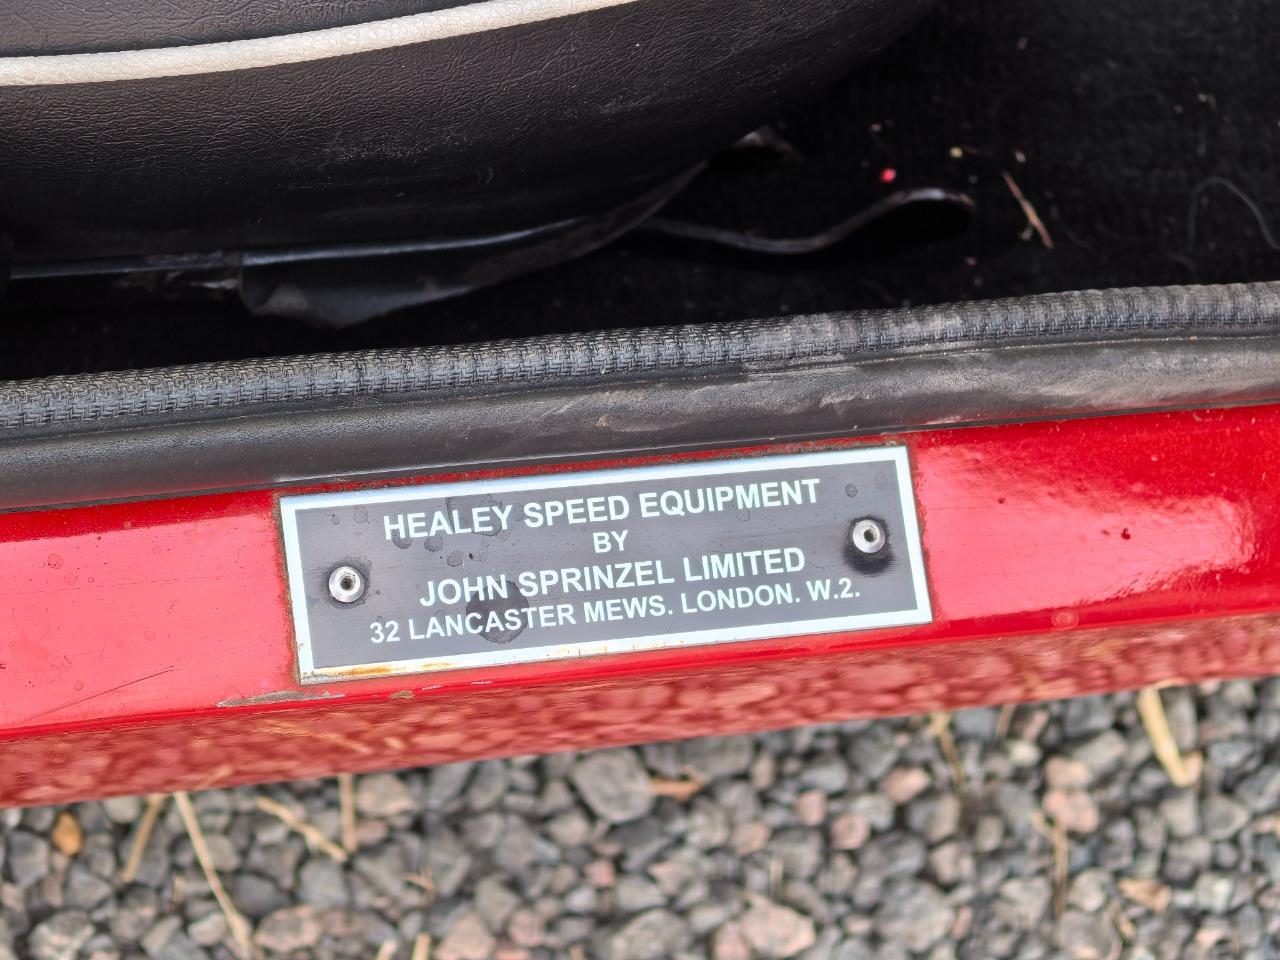 HEALEY SPEED EQUIPMENT
BY
JOHN SPRINZEL LIMITED
32 LANCASTER MEWS. LONDON. W.2.